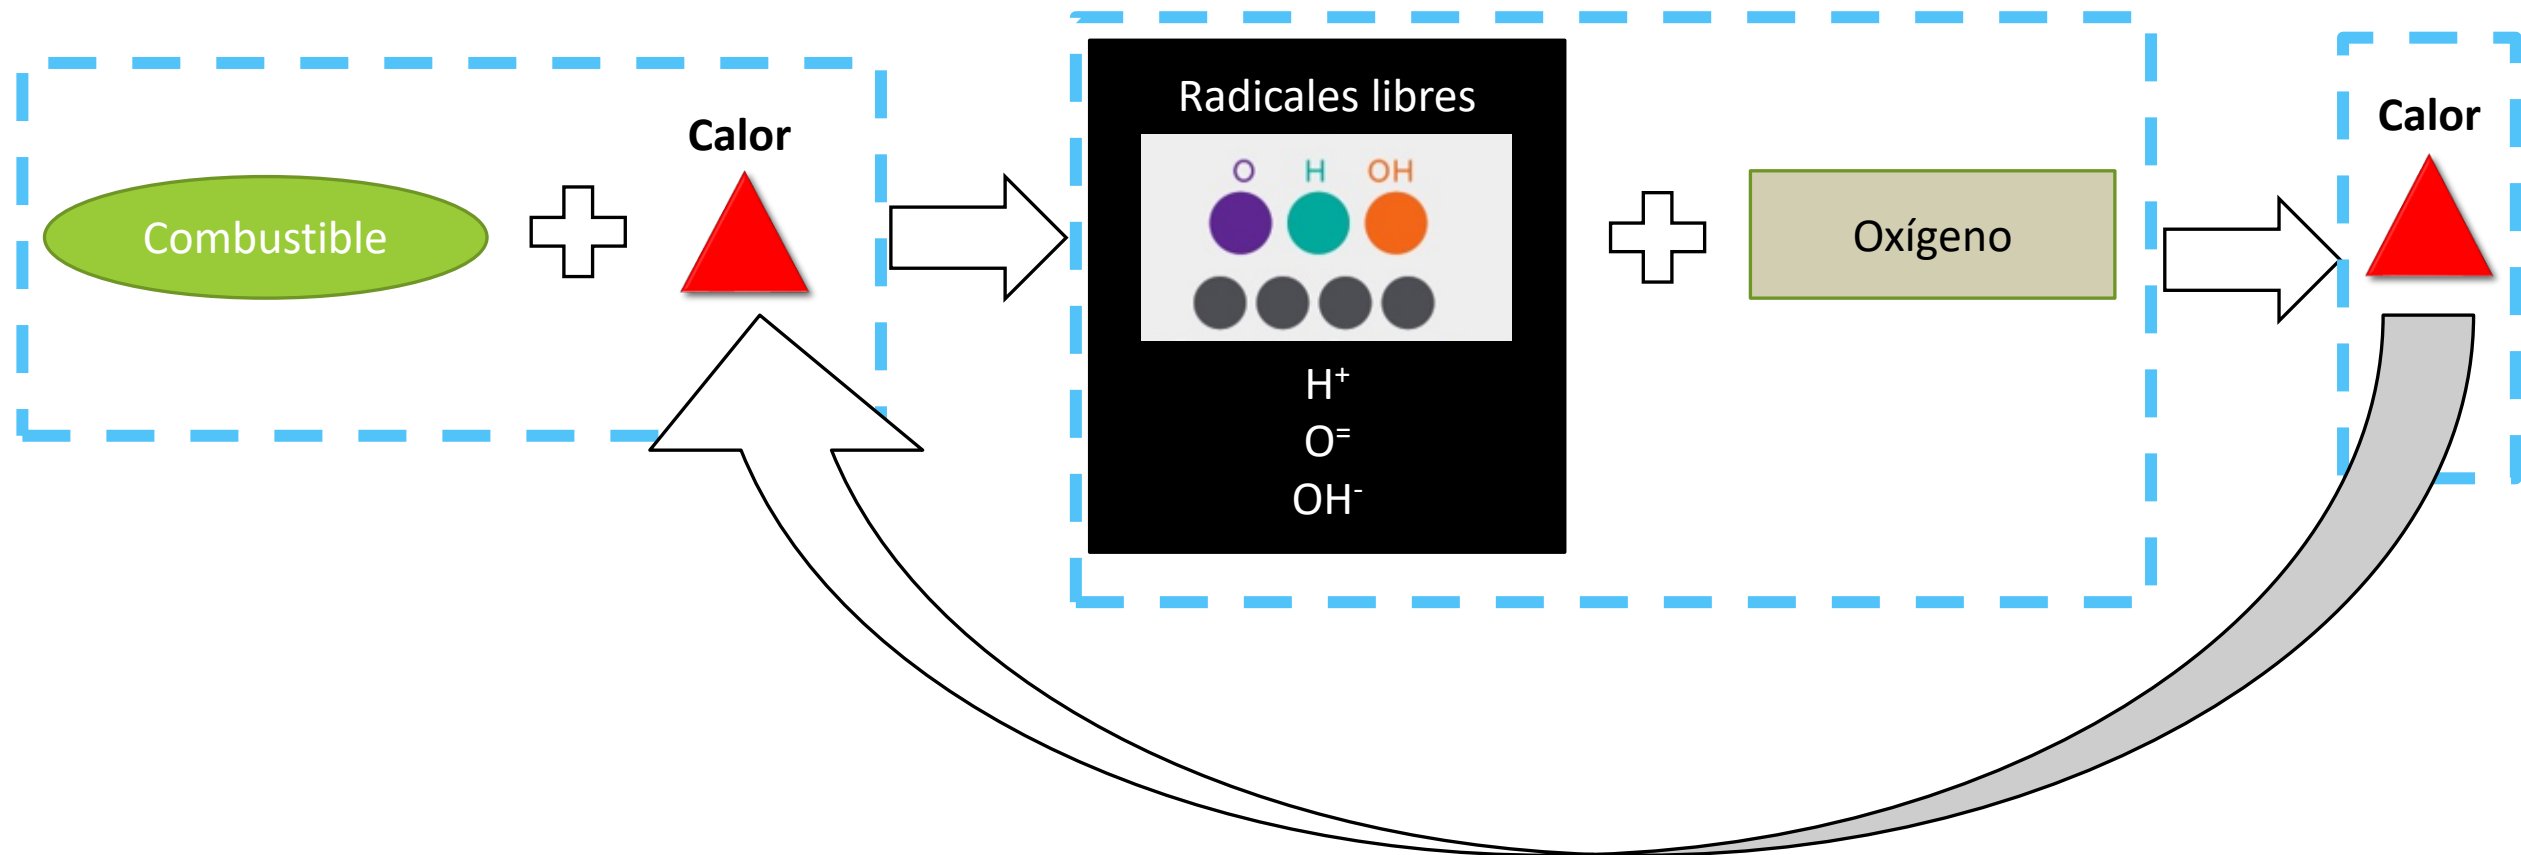 Combustible
Calor
Radicales libres
O H OH
H⁺
O⁼
OH⁻
Oxígeno
Calor